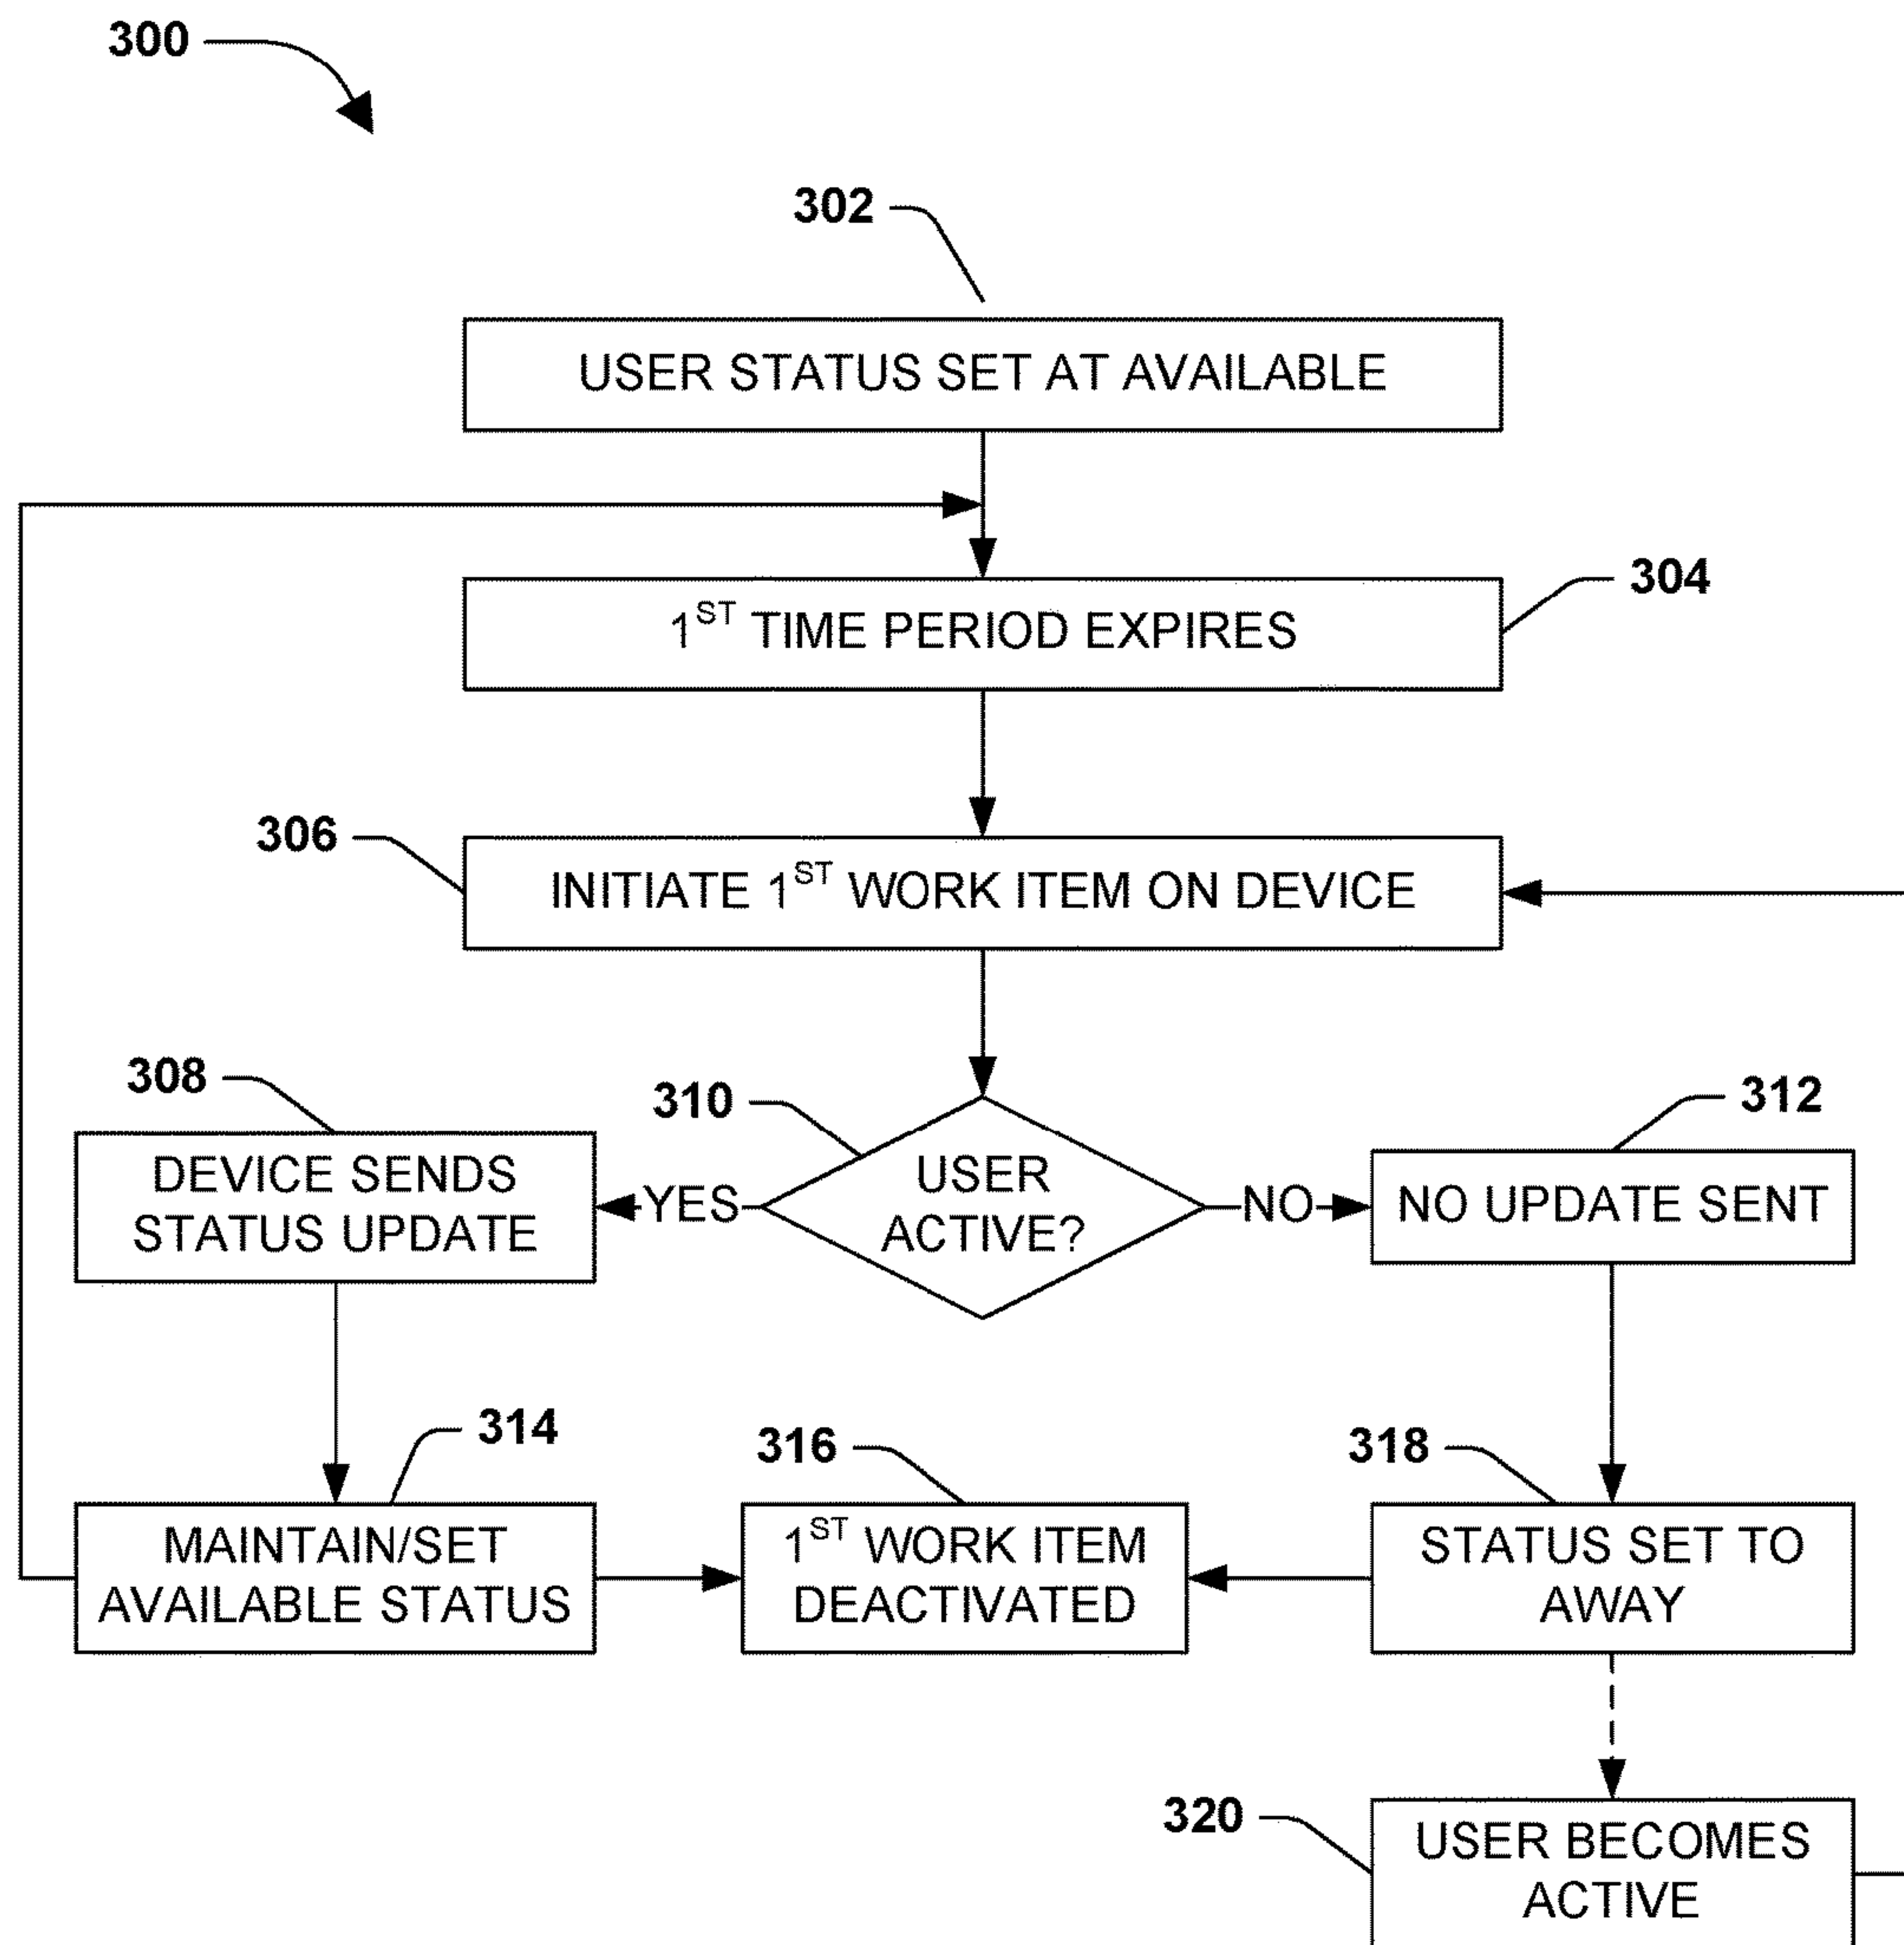 300
302
USER STATUS SET AT AVAILABLE
304
1ST TIME PERIOD EXPIRES
306
INITIATE 1ST WORK ITEM ON DEVICE
308
310
312
DEVICE SENDS
STATUS UPDATE
YES
USER
ACTIVE?
NO
NO UPDATE SENT
314
316
318
MAINTAIN/SET
AVAILABLE STATUS
1ST WORK ITEM
DEACTIVATED
STATUS SET TO
AWAY
320
USER BECOMES
ACTIVE